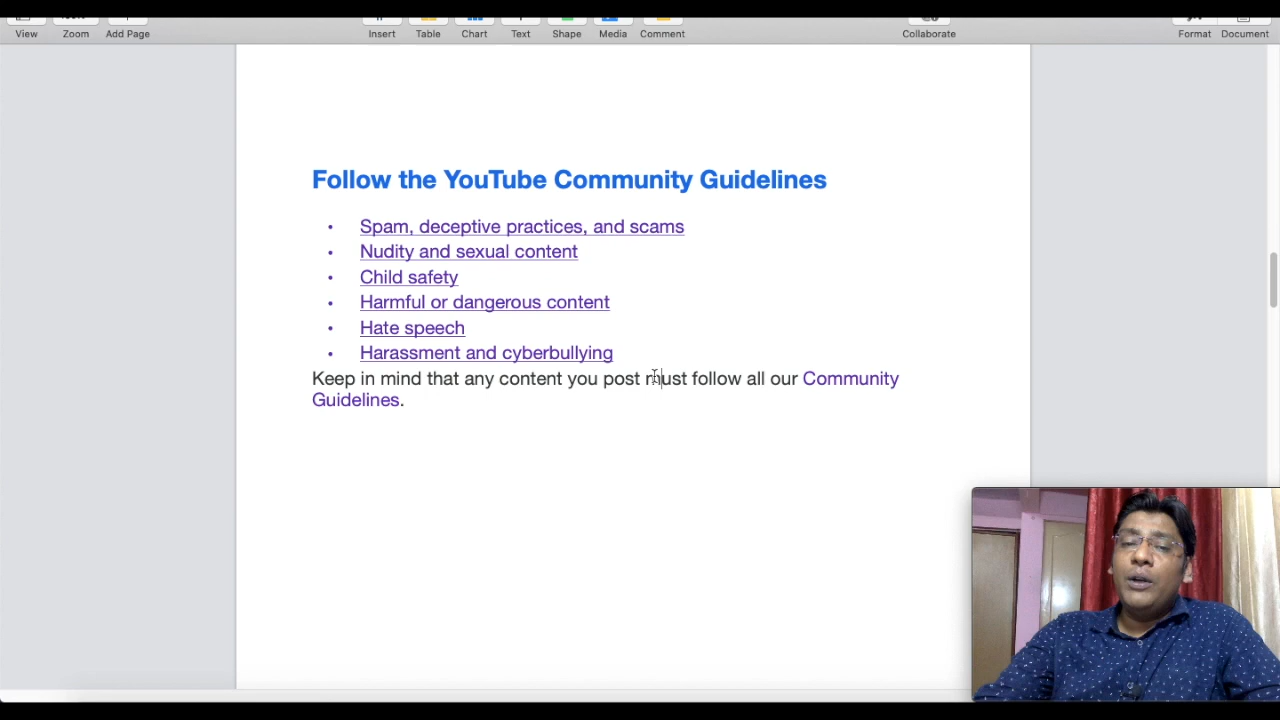 View Zoom Add Page Insert Table Chart Text Shape Media Comment Collaborate Format Document
Follow the YouTube Community Guidelines
• Spam, deceptive practices, and scams
• Nudity and sexual content
• Child safety
• Harmful or dangerous content
• Hate speech
• Harassment and cyberbullying
Keep in mind that any content you post must follow all our Community
Guidelines.